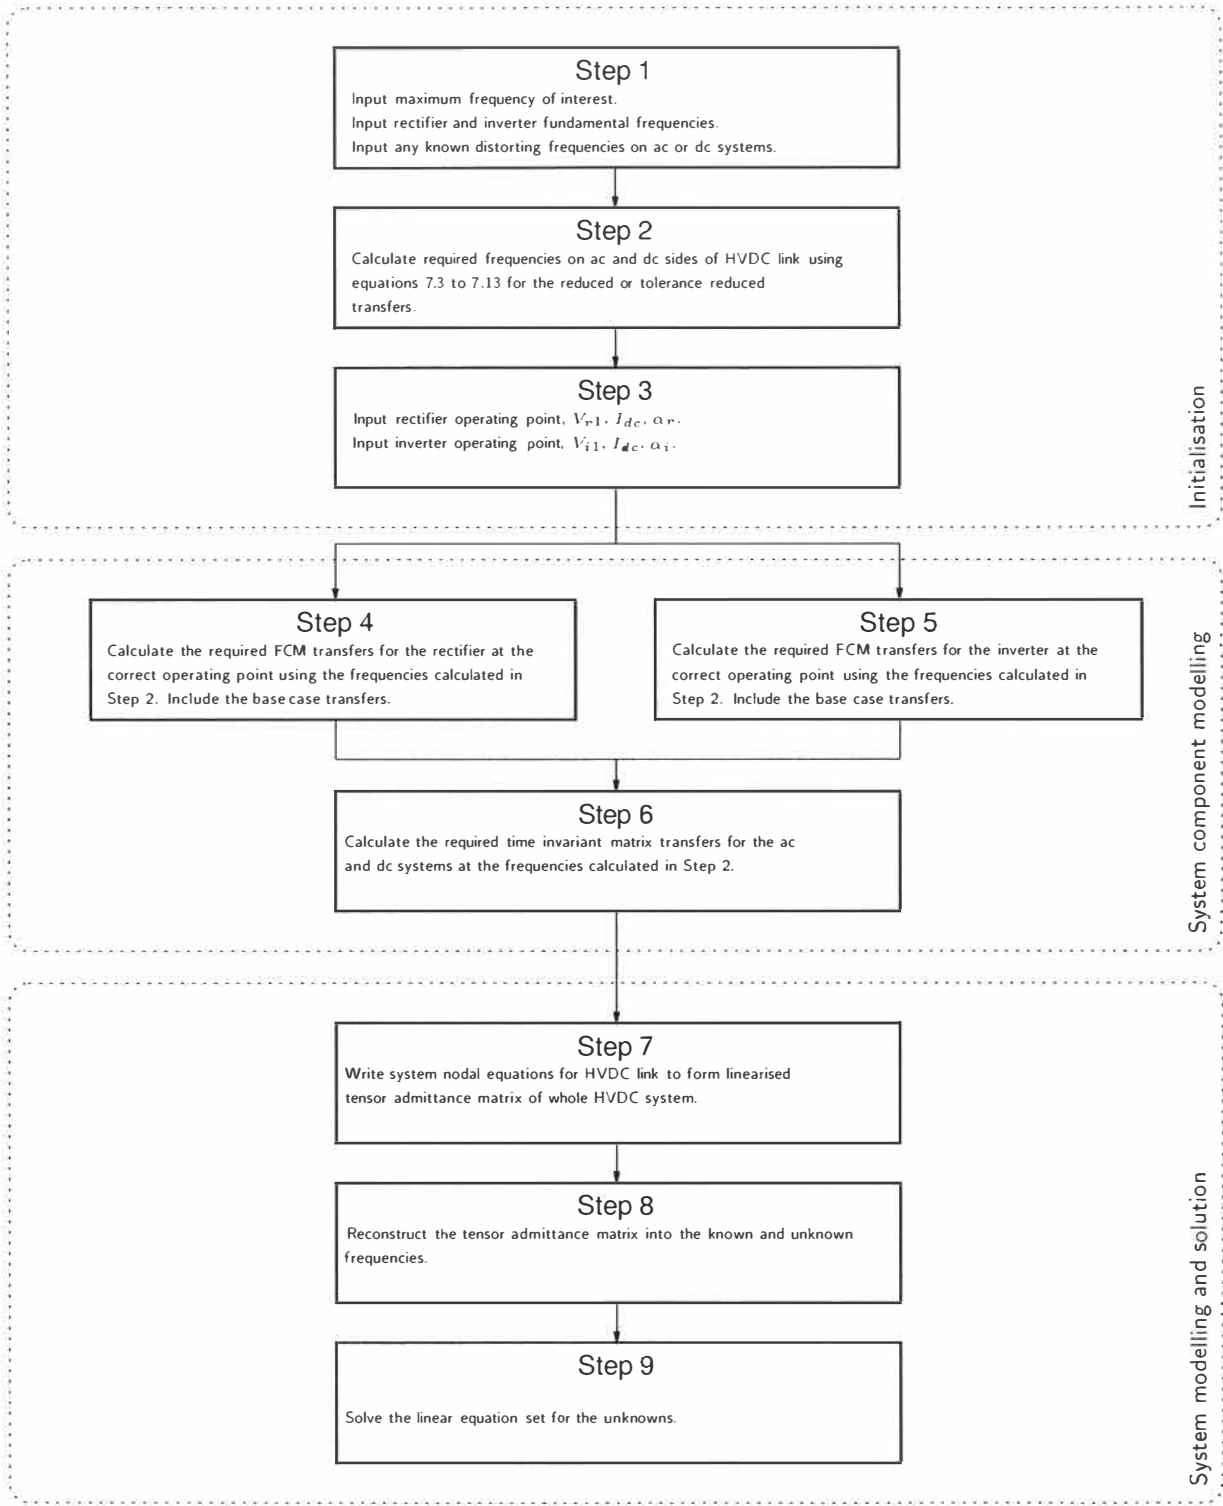 Step 1
Input maximum frequency of interest.
Input rectifier and inverter fundamental frequencies.
Input any known distorting frequencies on ac or dc systems.
Step 2
Calculate required frequencies on ac and dc sides of HVDC link using
equations 7.3 to 7.13 for the reduced or tolerance reduced
transfers.
Step 3
Input rectifier operating point, V_{r1}, I_{dc}, α_r.
Input inverter operating point, V_{i1}, I_{dc}, α_i.
Initialisation
Step 4
Calculate the required FCM transfers for the rectifier at the
correct operating point using the frequencies calculated in
Step 2. Include the base case transfers.
Step 5
Calculate the required FCM transfers for the inverter at the
correct operating point using the frequencies calculated in
Step 2. Include the base case transfers.
Step 6
Calculate the required time invariant matrix transfers for the ac
and dc systems at the frequencies calculated in Step 2.
System component modelling
Step 7
Write system nodal equations for HVDC link to form linearised
tensor admittance matrix of whole HVDC system.
Step 8
Reconstruct the tensor admittance matrix into the known and unknown
frequencies.
Step 9
Solve the linear equation set for the unknowns.
System modelling and solution